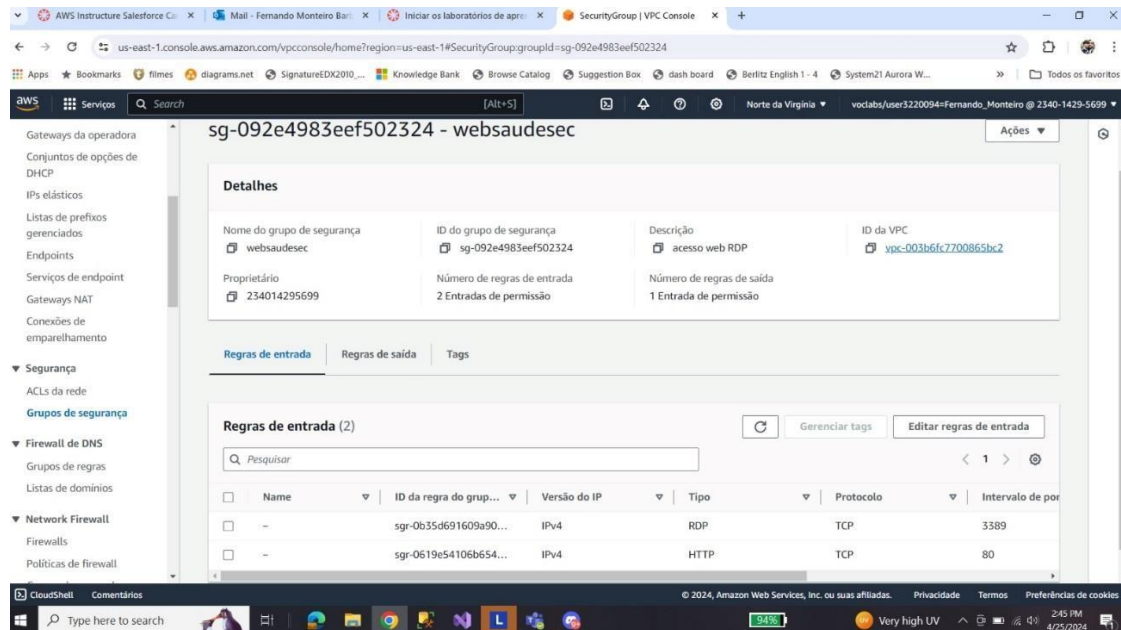 AWS Instructure Salesforce Ca
Mail - Fernando Monteiro Barb
Iniciar os laboratórios de apren
SecurityGroup | VPC Console
us-east-1.console.aws.amazon.com/vpcconsole/home?region=us-east-1#SecurityGroup:groupId=sg-092e4983eef502324
Apps Bookmarks filmes diagrams.net SignatureEDX2010_... Knowledge Bank Browse Catalog Suggestion Box dash board Berlitz English 1 - 4 System21 Aurora W... » Todos os favoritos
aws Serviços Search [Alt+S] Norte da Virgínia voclabs/user3220094=Fernando_Monteiro @ 2340-1429-5699
Gateways da operadora
Conjuntos de opções de
DHCP
IPs elásticos
Listas de prefixos
gerenciados
Endpoints
Serviços de endpoint
Gateways NAT
Conexões de
emparelhamento
Segurança
ACLs da rede
Grupos de segurança
Firewall de DNS
Grupos de regras
Listas de domínios
Network Firewall
Firewalls
Políticas de firewall
sg-092e4983eef502324 - websaudesec
Ações
Detalhes
Nome do grupo de segurança
websaudesec
ID do grupo de segurança
sg-092e4983eef502324
Descrição
acesso web RDP
ID da VPC
vpc-003b6fc7700865bc2
Proprietário
234014295699
Número de regras de entrada
2 Entradas de permissão
Número de regras de saída
1 Entrada de permissão
Regras de entrada Regras de saída Tags
Regras de entrada (2)
Gerenciar tags Editar regras de entrada
Pesquisar
< 1 >
Name ID da regra do grup... Versão do IP Tipo Protocolo Intervalo de por
– sgr-0b35d691609a90... IPv4 RDP TCP 3389
– sgr-0619e54106b654... IPv4 HTTP TCP 80
CloudShell Comentários © 2024, Amazon Web Services, Inc. ou suas afiliadas. Privacidade Termos Preferências de cookies
Type here to search 94% Very high UV 2:45 PM
4/25/2024